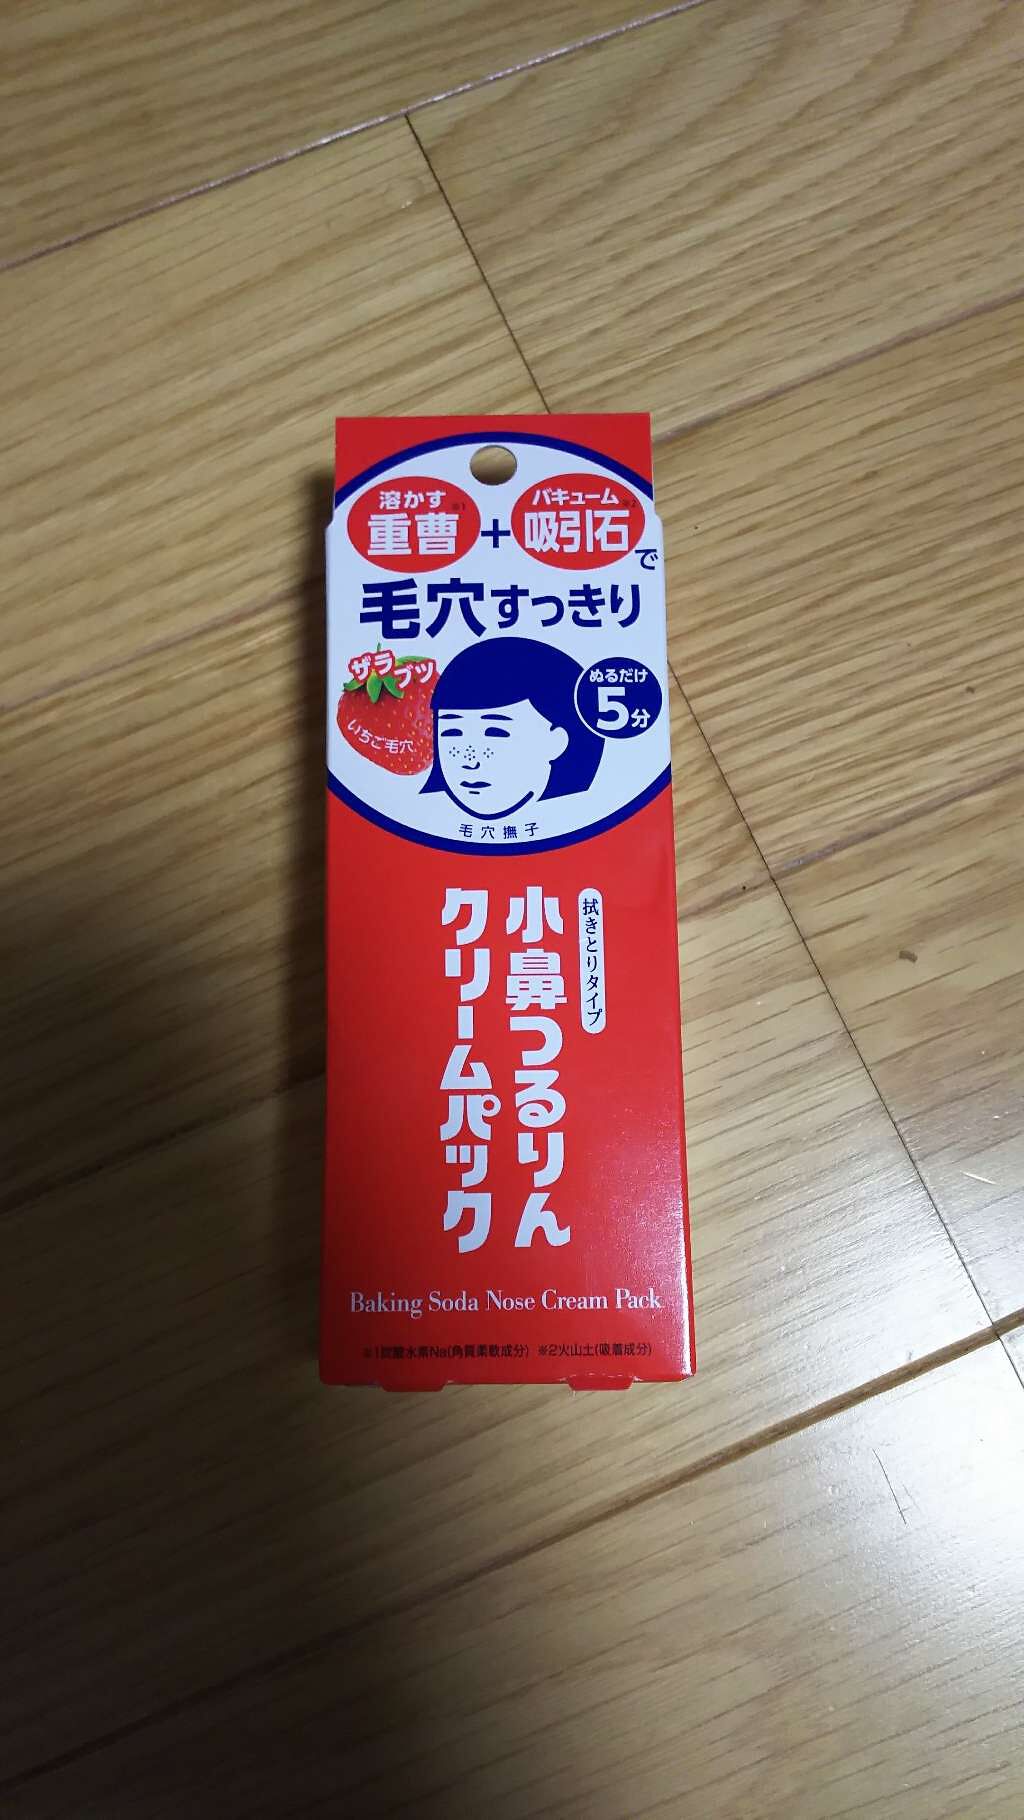 溶かす※1
重曹
+
バキューム※2
吸引石
で
毛穴すっきり
ザラ
ブツ
いちご毛穴
ぬるだけ
5分
毛穴撫子
拭きとりタイプ
小鼻つるりん
クリームパック
Baking Soda Nose Cream Pack
※1炭酸水素Na(角質柔軟成分) ※2火山土(吸着成分)